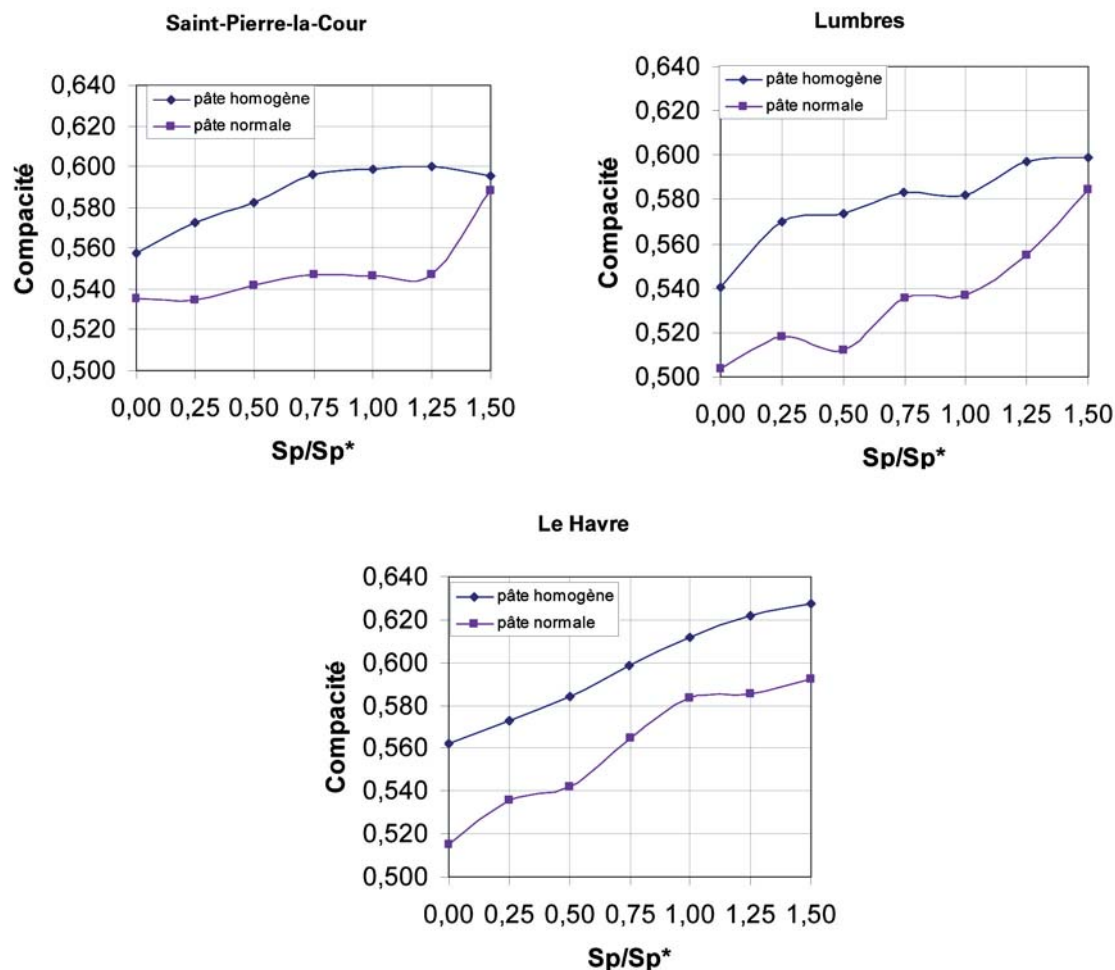 Saint-Pierre-la-Cour
0,640
0,620
0,600
0,580
0,560
0,540
0,520
0,500
Compacité
pâte homogène
pâte normale
0,00 0,25 0,50 0,75 1,00 1,25 1,50
Sp/Sp*
Lumbres
0,640
0,620
0,600
0,580
0,560
0,540
0,520
0,500
Compacité
pâte homogène
pâte normale
0,00 0,25 0,50 0,75 1,00 1,25 1,50
Sp/Sp*
Le Havre
0,640
0,620
0,600
0,580
0,560
0,540
0,520
0,500
Compacité
pâte homogène
pâte normale
0,00 0,25 0,50 0,75 1,00 1,25 1,50
Sp/Sp*